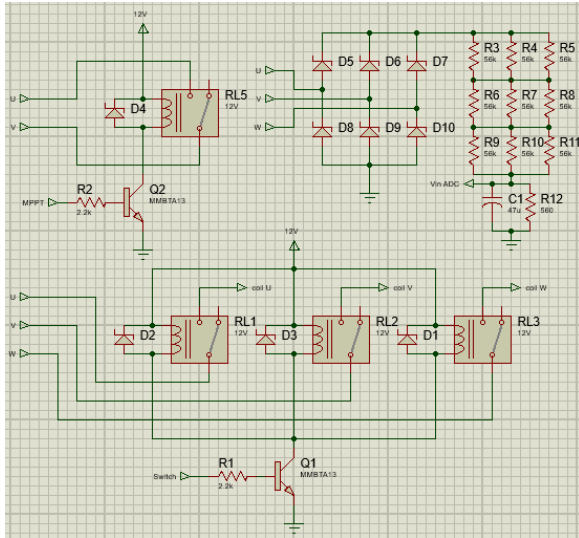 12V
D4
U
V
RL5
12V
R2
2.2k
MPPT
Q2
MMBTA13
U
V
W
D5
D6
D7
D8
D9
D10
R3
56k
R4
56k
R5
56k
R6
56k
R7
56k
R8
56k
R9
56k
R10
56k
R11
56k
Vin ADC
C1
47u
R12
560
12V
U
V
W
coil U
coil V
coil W
D2
RL1
12V
D3
RL2
12V
D1
RL3
12V
Switch
R1
2.2k
Q1
MMBTA13